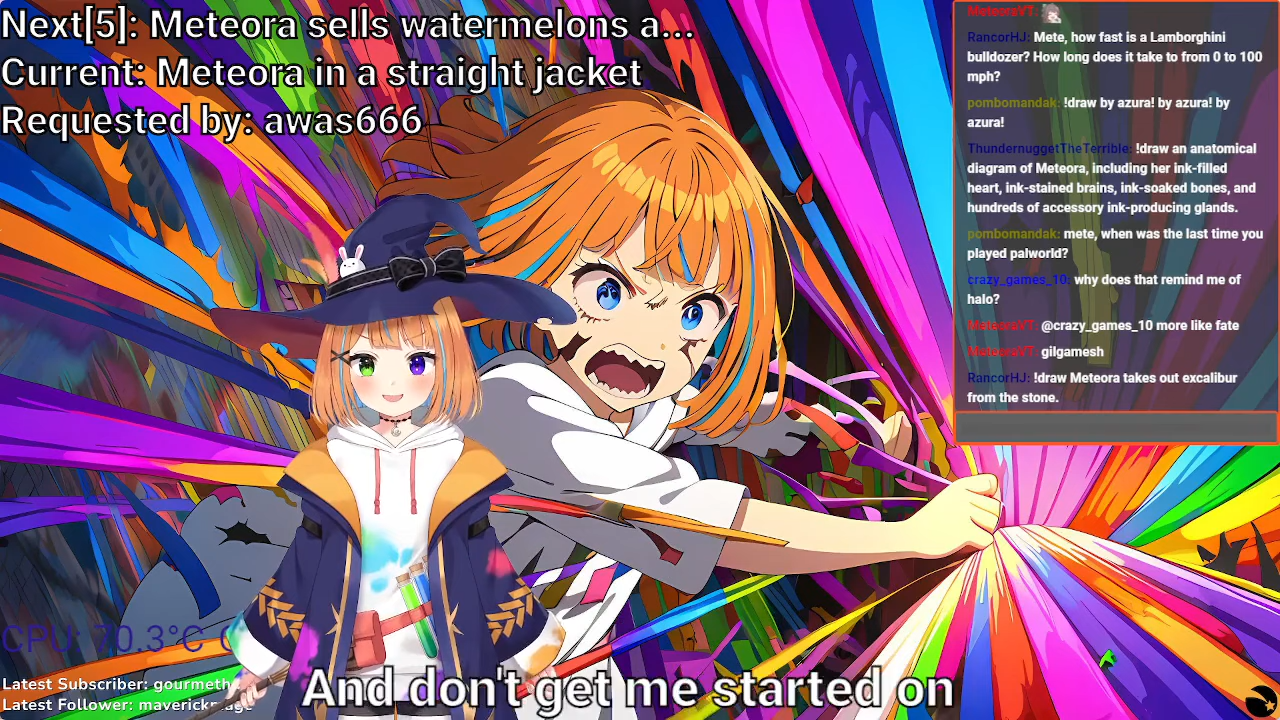 Next[5]: Meteora sells watermelons a...
Current: Meteora in a straight jacket
Requested by: awas666
MeteoraVT:
RancorHJ: Mete, how fast is a Lamborghini
bulldozer? How long does it take to from 0 to 100
mph?
pombomandak: !draw by azura! by azura! by
azura!
ThundernuggetTheTerrible: !draw an anatomical
diagram of Meteora, including her ink-filled
heart, ink-stained brains, ink-soaked bones, and
hundreds of accessory ink-producing glands.
pombomandak: mete, when was the last time you
played palworld?
crazy_games_10: why does that remind me of
halo?
MeteoraVT: @crazy_games_10 more like fate
MeteoraVT: gilgamesh
RancorHJ: !draw Meteora takes out excalibur
from the stone.
CPU: 70.3°C
Latest Subscriber:
Latest Follower:
And don't get me started on